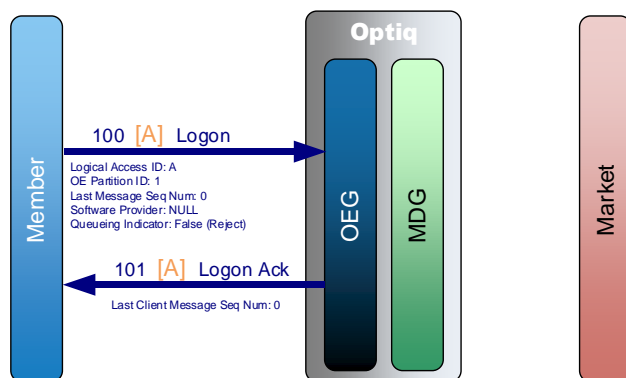 Optiq
Member
100 [A] Logon
Logical Access ID: A
OE Partition ID: 1
Last Message Seq Num: 0
Software Provider: NULL
Queueing Indicator: False (Reject)
OEG
MDG
Market
101 [A] Logon Ack
Last Client Message Seq Num: 0